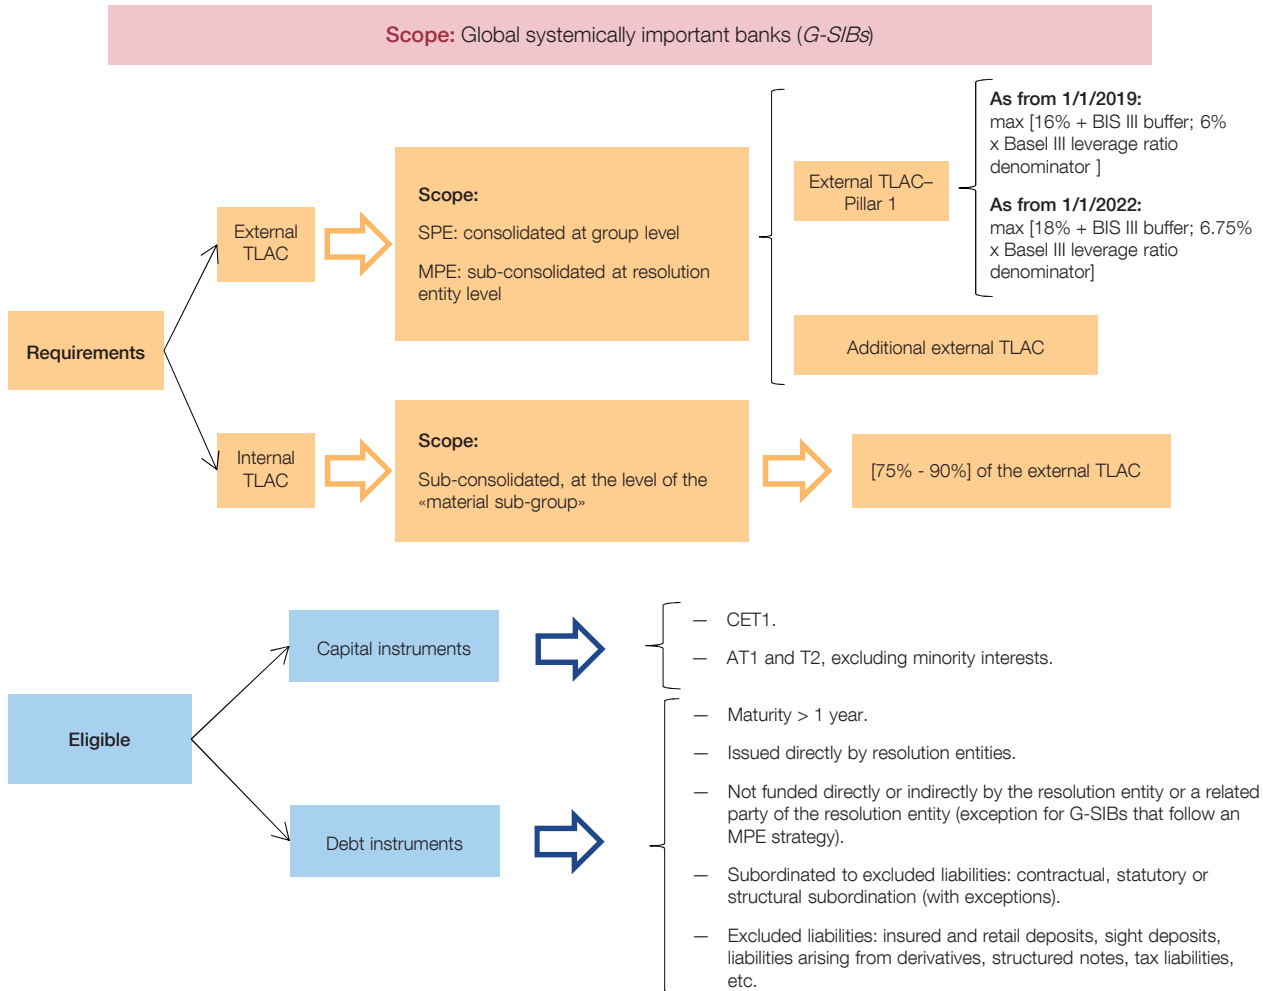 Scope: Global systemically important banks (G-SIBs)
As from 1/1/2019:
max [16% + BIS III buffer; 6%
x Basel III leverage ratio
denominator ]
As from 1/1/2022:
max [18% + BIS III buffer; 6.75%
x Basel III leverage ratio
denominator]
External TLAC–
Pillar 1
Scope:
SPE: consolidated at group level
MPE: sub-consolidated at resolution
entity level
External
TLAC
Requirements
Additional external TLAC
Internal
TLAC
Scope:
Sub-consolidated, at the level of the
«material sub-group»
[75% - 90%] of the external TLAC
Eligible
Capital instruments
— CET1.
— AT1 and T2, excluding minority interests.
Debt instruments
— Maturity > 1 year.
— Issued directly by resolution entities.
— Not funded directly or indirectly by the resolution entity or a related
party of the resolution entity (exception for G-SIBs that follow an
MPE strategy).
— Subordinated to excluded liabilities: contractual, statutory or
structural subordination (with exceptions).
— Excluded liabilities: insured and retail deposits, sight deposits,
liabilities arising from derivatives, structured notes, tax liabilities,
etc.